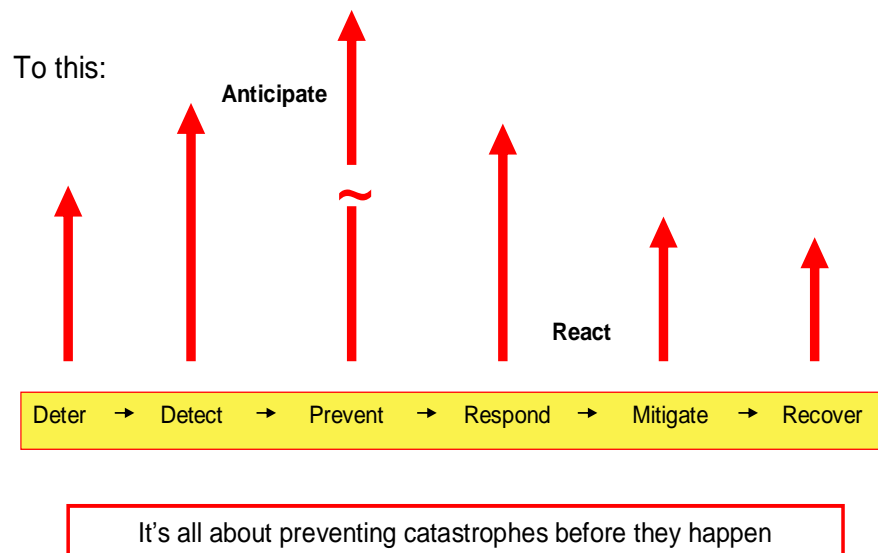 To this:
Anticipate
~
React
Deter → Detect → Prevent → Respond → Mitigate → Recover
It's all about preventing catastrophes before they happen